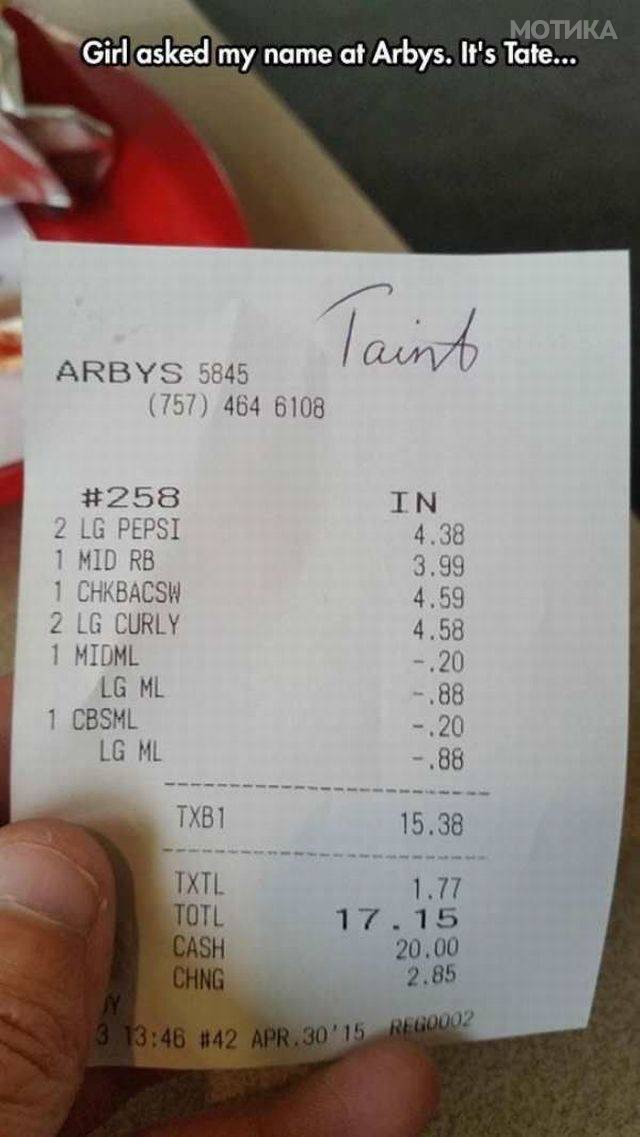 МОТИКА
Girl asked my name at Arbys. It's Tate...
Taint
ARBYS 5845
(757) 464 6108
#258 IN
2 LG PEPSI 4.38
1 MID RB 3.99
1 CHKBACSW 4.59
2 LG CURLY 4.58
1 MIDML -.20
LG ML -.88
1 CBSML -.20
LG ML -.88
TXB1 15.38
TXTL 1.77
TOTL 17.15
CASH 20.00
CHNG 2.85
3 13:46 #42 APR.30'15 REG0002